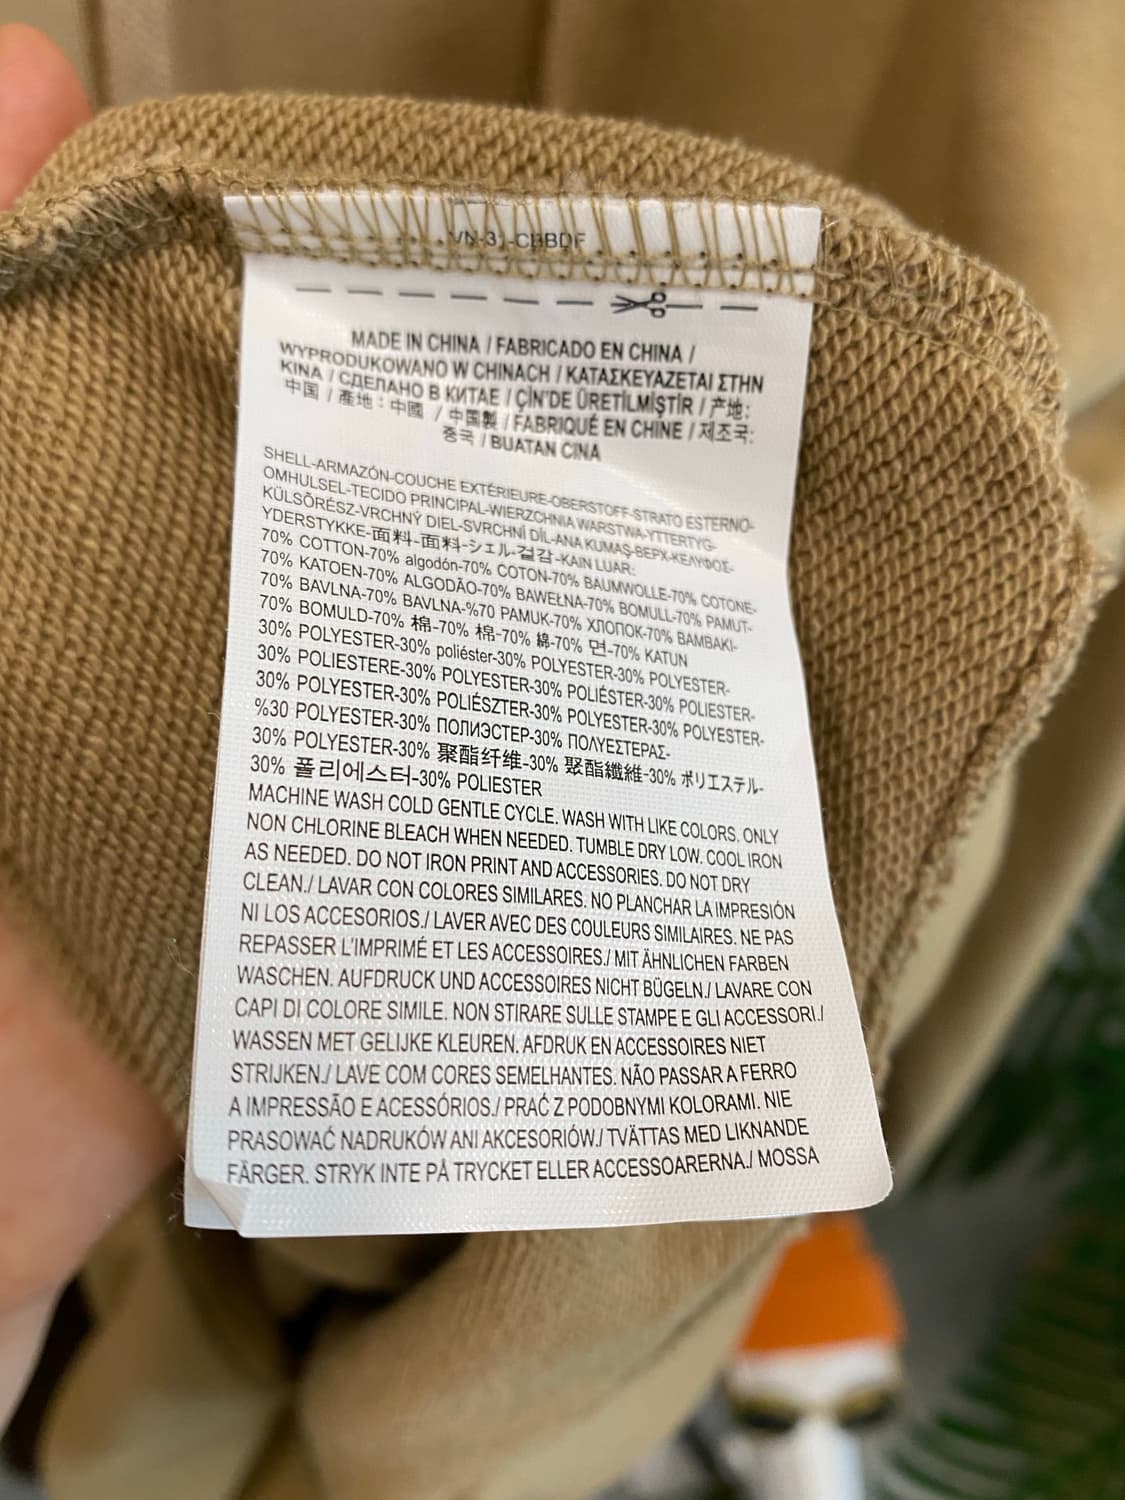 MADE IN CHINA / FABRICADO EN CHINA /
WYPRODUKOWANO W CHINACH / ΚΑΤΑΣΚΕΥΑΖΕΤΑΙ ΣΤΗΝ
ΚΙΝΑ / СДЕЛАНО В КИТАЕ / ÇİN'DE ÜRETİLMİŞTİR / 产地:
中国 / 產地：中國 / 中国製 / FABRIQUÉ EN CHINE / 제조국:
중국 / BUATAN CINA
SHELL-ARMAZÓN-COUCHE EXTÉRIEURE-OBERSTOFF-STRATO ESTERNO-
OMHULSEL-TECIDO PRINCIPAL-WIERZCHNIA WARSTWA-YTTERTYG-
KÜLSŐRÉSZ-VRCHNÝ DIEL-SVRCHNÍ DÍL-ANA KUMAŞ-ВЕРХ-ΚΕΛΥΦΟΣ-
YDERSTYKKE-面料-面料-シェル-겉감-KAIN LUAR:
70% COTTON-70% algodón-70% COTON-70% BAUMWOLLE-70% COTONE-
70% KATOEN-70% ALGODÃO-70% BAWEŁNA-70% BOMULL-70% PAMUT-
70% BAVLNA-70% BAVLNA-%70 PAMUK-70% ХЛОПОК-70% ΒΑΜΒΑΚΙ-
70% BOMULD-70% 棉-70% 棉-70% 綿-70% 면-70% KATUN
30% POLYESTER-30% poliéster-30% POLYESTER-30% POLYESTER-
30% POLIESTERE-30% POLYESTER-30% POLIÉSTER-30% POLIESTER-
30% POLYESTER-30% POLIÉSZTER-30% POLYESTER-30% POLYESTER-
%30 POLYESTER-30% ПОЛИЭСТЕР-30% ΠΟΛΥΕΣΤΕΡΑΣ-
30% POLYESTER-30% 聚酯纤维-30% 聚酯纖維-30% ポリエステル-
30% 폴리에스터-30% POLIESTER
MACHINE WASH COLD GENTLE CYCLE. WASH WITH LIKE COLORS. ONLY
NON CHLORINE BLEACH WHEN NEEDED. TUMBLE DRY LOW. COOL IRON
AS NEEDED. DO NOT IRON PRINT AND ACCESSORIES. DO NOT DRY
CLEAN./ LAVAR CON COLORES SIMILARES. NO PLANCHAR LA IMPRESIÓN
NI LOS ACCESORIOS./ LAVER AVEC DES COULEURS SIMILAIRES. NE PAS
REPASSER L'IMPRIMÉ ET LES ACCESSOIRES./ MIT ÄHNLICHEN FARBEN
WASCHEN. AUFDRUCK UND ACCESSOIRES NICHT BÜGELN./ LAVARE CON
CAPI DI COLORE SIMILE. NON STIRARE SULLE STAMPE E GLI ACCESSORI./
WASSEN MET GELIJKE KLEUREN. AFDRUK EN ACCESSOIRES NIET
STRIJKEN./ LAVE COM CORES SEMELHANTES. NÃO PASSAR A FERRO
A IMPRESSÃO E ACESSÓRIOS./ PRAĆ Z PODOBNYMI KOLORAMI. NIE
PRASOWAĆ NADRUKÓW ANI AKCESORIÓW./ TVÄTTAS MED LIKNANDE
FÄRGER. STRYK INTE PÅ TRYCKET ELLER ACCESSOARERNA./ MOSSA